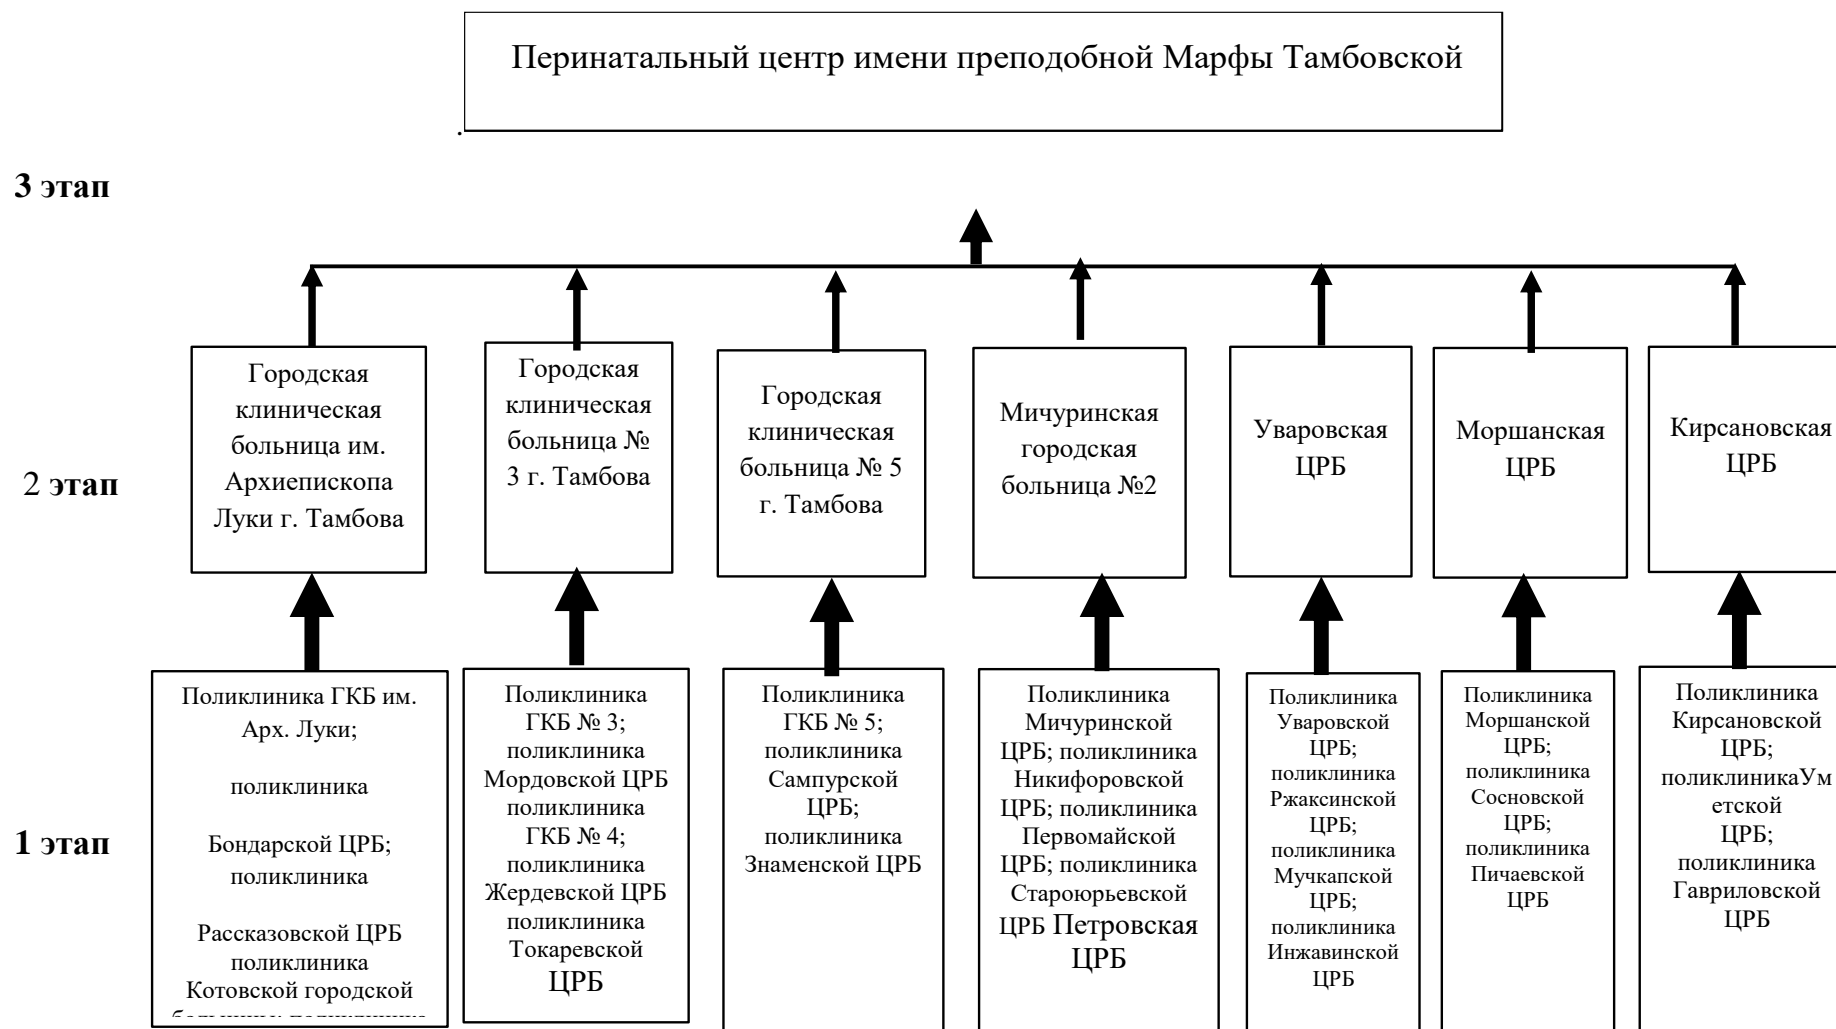 Перинатальный центр имени преподобной Марфы Тамбовской
.
3 этап
Городская
клиническая
больница им.
Архиепископа
Луки г. Тамбова
Городская
клиническая
больница №
3 г. Тамбова
Городская
клиническая
больница № 5
г. Тамбова
Мичуринская
городская
больница №2
Уваровская
ЦРБ
Моршанская
ЦРБ
Кирсановская
ЦРБ
2 этап
Поликлиника ГКБ им.
Арх. Луки;
поликлиника
Бондарской ЦРБ;
поликлиника
Рассказовской ЦРБ
поликлиника
Котовской городской
Поликлиника
ГКБ № 3;
поликлиника
Мордовской ЦРБ
поликлиника
ГКБ № 4;
поликлиника
Жердевской ЦРБ
поликлиника
Токаревской
ЦРБ
Поликлиника
ГКБ № 5;
поликлиника
Сампурской
ЦРБ;
поликлиника
Знаменской ЦРБ
Поликлиника
Мичуринской
ЦРБ; поликлиника
Никифоровской
ЦРБ; поликлиника
Первомайской
ЦРБ; поликлиника
Староюрьевской
ЦРБ Петровская
ЦРБ
Поликлиника
Уваровской
ЦРБ;
поликлиника
Ржаксинской
ЦРБ;
поликлиника
Мучкапской
ЦРБ;
поликлиника
Инжавинской
ЦРБ
Поликлиника
Моршанской
ЦРБ;
поликлиника
Сосновской
ЦРБ;
поликлиника
Пичаевской
ЦРБ
Поликлиника
Кирсановской
ЦРБ;
поликлиникаУм
етской
ЦРБ;
поликлиника
Гавриловской
ЦРБ
1 этап